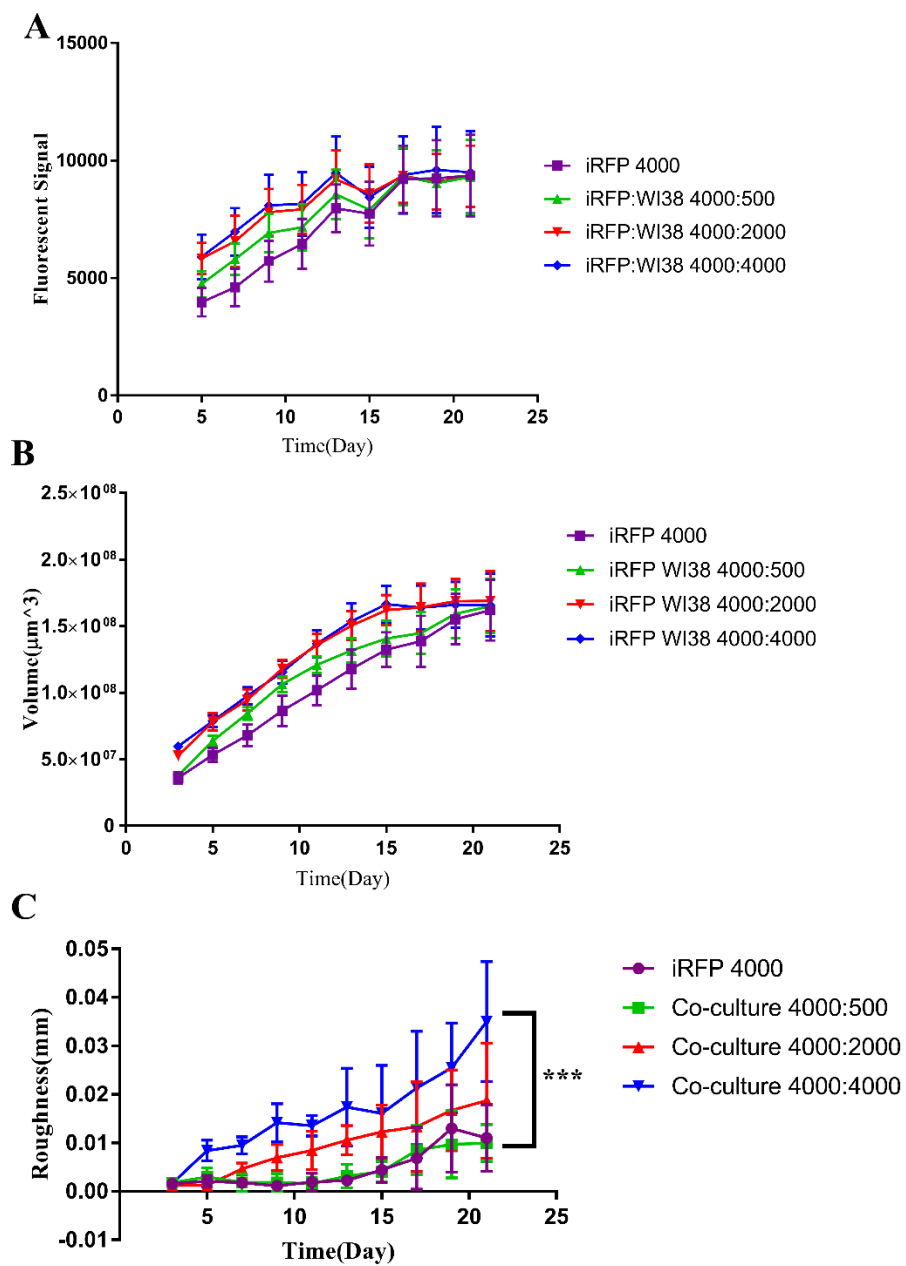 A
15000
10000
5000
0
Fluorescent Signal
0 5 10 15 20 25
Time(Day)
iRFP 4000
iRFP:WI38 4000:500
iRFP:WI38 4000:2000
iRFP:WI38 4000:4000
B
2.5×10^08
2.0×10^08
1.5×10^08
1.0×10^08
5.0×10^07
0
Volume(μm^3)
0 5 10 15 20 25
Time(Day)
iRFP 4000
iRFP WI38 4000:500
iRFP WI38 4000:2000
iRFP WI38 4000:4000
C
0.05
0.04
0.03
0.02
0.01
0.00
-0.01
Roughness(mm)
5 10 15 20 25
Time(Day)
***
iRFP 4000
Co-culture 4000:500
Co-culture 4000:2000
Co-culture 4000:4000